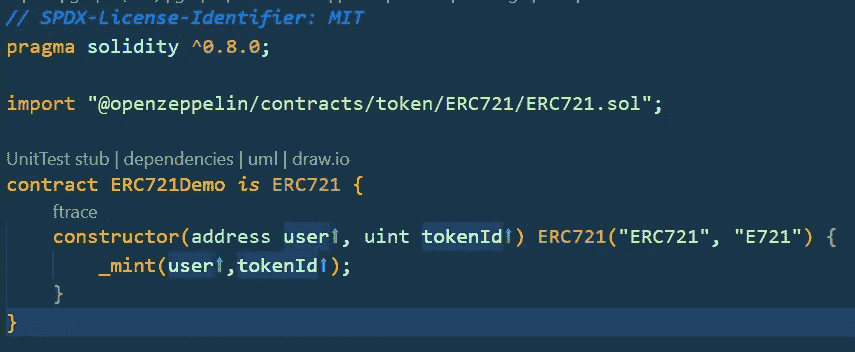 // SPDX-License-Identifier: MIT
pragma solidity ^0.8.0;
import "@openzeppelin/contracts/token/ERC721/ERC721.sol";
UnitTest stub | dependencies | uml | draw.io
contract ERC721Demo is ERC721 {
ftrace
constructor(address user⬆, uint tokenId⬆) ERC721("ERC721", "E721") {
_mint(user⬆,tokenId⬆);
}
}